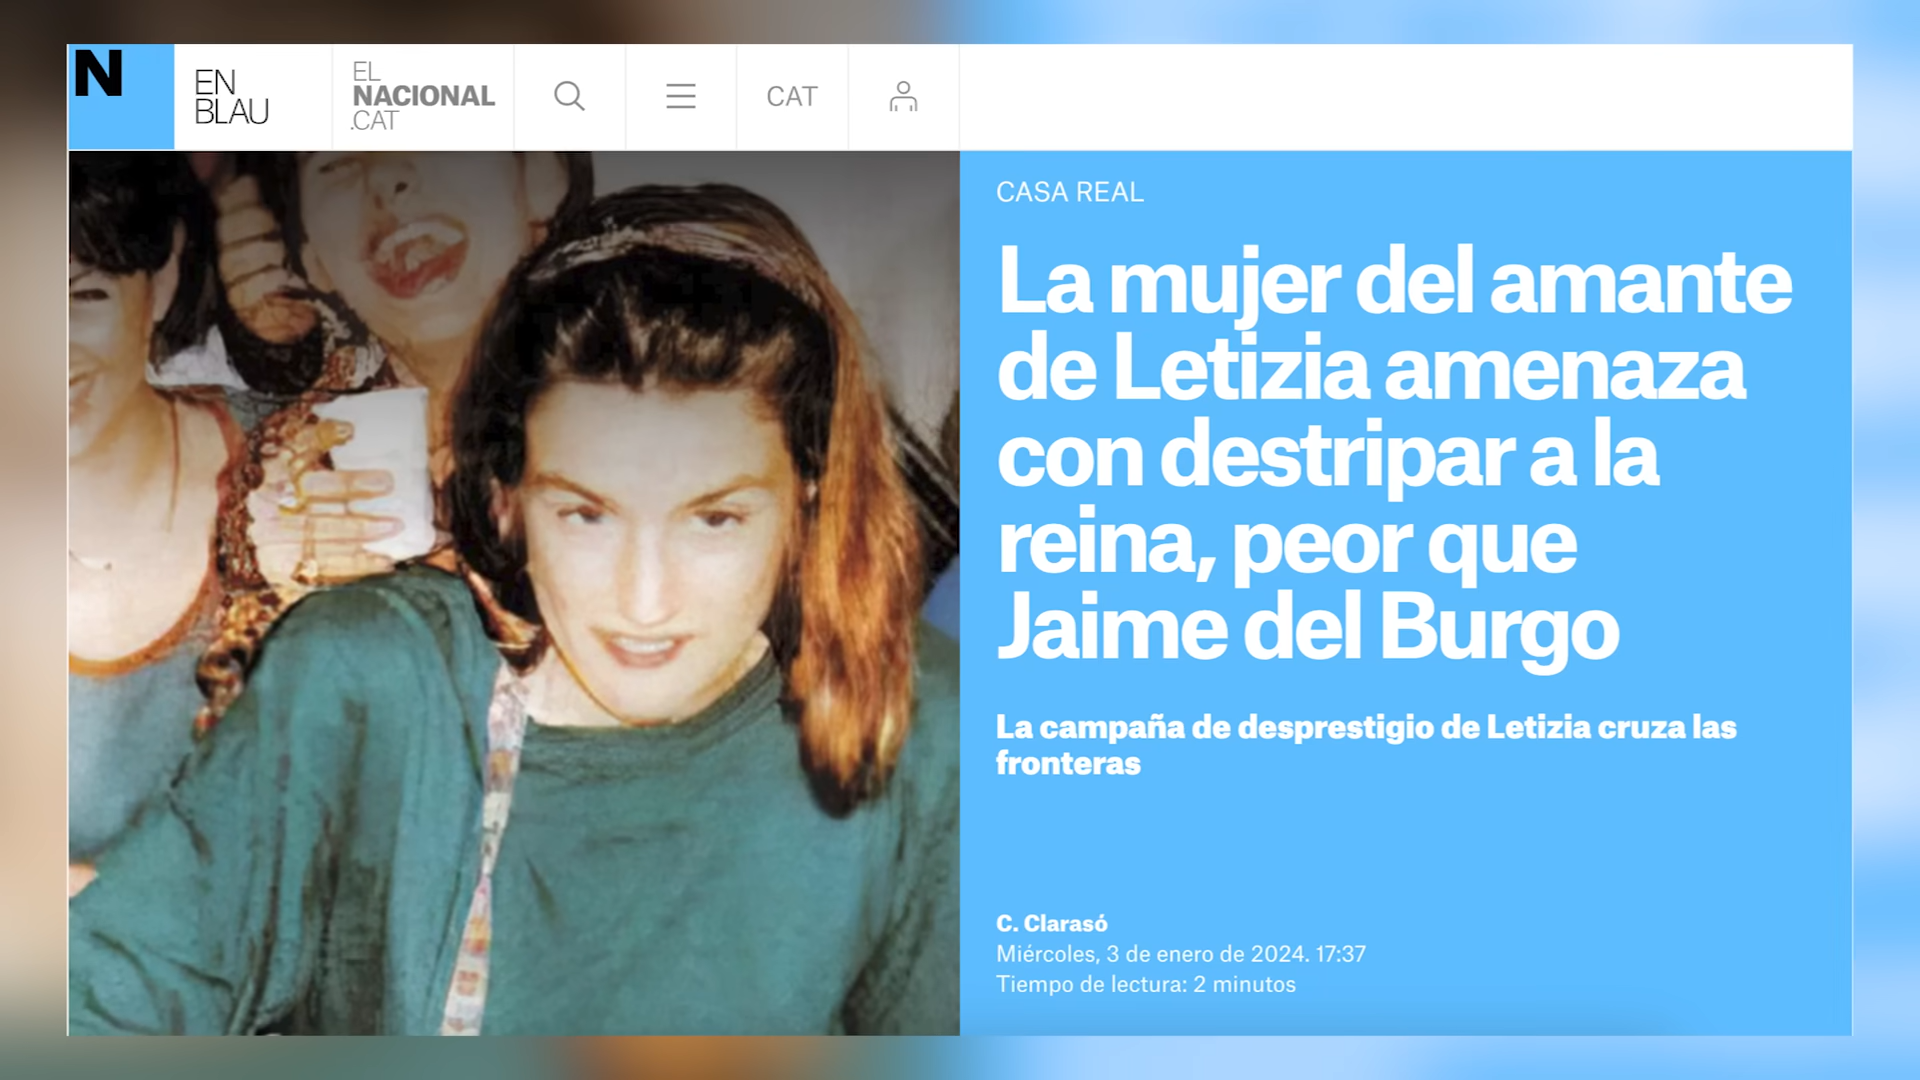 N
EN
BLAU
EL
NACIONAL
.CAT
CAT
CASA REAL
La mujer del amante
de Letizia amenaza
con destripar a la
reina, peor que
Jaime del Burgo
La campaña de desprestigio de Letizia cruza las
fronteras
C. Clarasó
Miércoles, 3 de enero de 2024. 17:37
Tiempo de lectura: 2 minutos